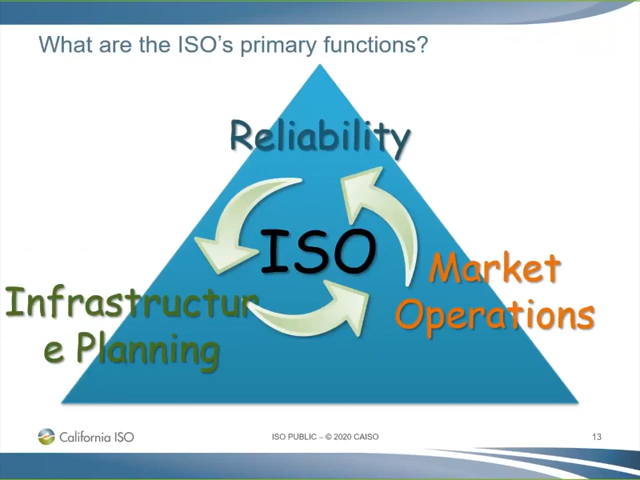 What are the ISO's primary functions?
Reliability
ISO
Market
Operations
Infrastructur
e Planning
California ISO
ISO PUBLIC – © 2020 CAISO
13